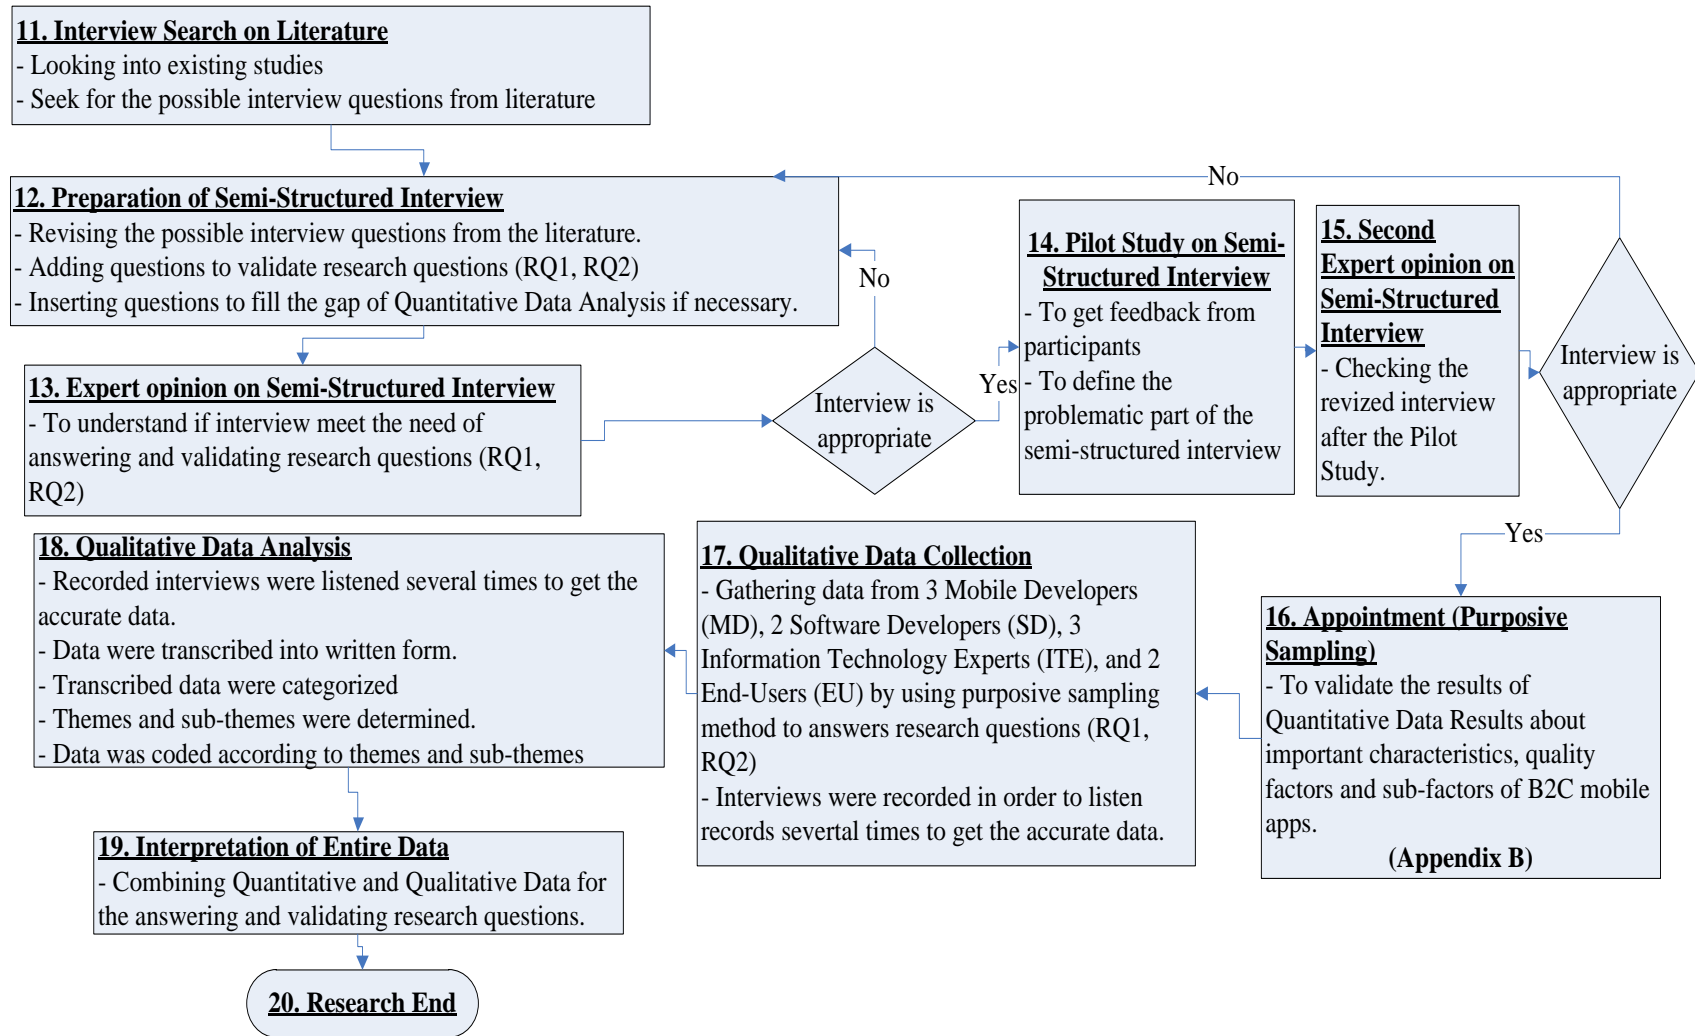 11. Interview Search on Literature
- Looking into existing studies
- Seek for the possible interview questions from literature
12. Preparation of Semi-Structured Interview
- Revising the possible interview questions from the literature.
- Adding questions to validate research questions (RQ1, RQ2)
- Inserting questions to fill the gap of Quantitative Data Analysis if necessary.
No
13. Expert opinion on Semi-Structured Interview
- To understand if interview meet the need of
answering and validating research questions (RQ1,
RQ2)
Interview is
appropriate
No
Yes
14. Pilot Study on Semi-
Structured Interview
- To get feedback from
participants
- To define the
problematic part of the
semi-structured interview
15. Second
Expert opinion on
Semi-Structured
Interview
- Checking the
revized interview
after the Pilot
Study.
Interview is
appropriate
Yes
16. Appointment (Purposive
Sampling)
- To validate the results of
Quantitative Data Results about
important characteristics, quality
factors and sub-factors of B2C mobile
apps.
(Appendix B)
17. Qualitative Data Collection
- Gathering data from 3 Mobile Developers
(MD), 2 Software Developers (SD), 3
Information Technology Experts (ITE), and 2
End-Users (EU) by using purposive sampling
method to answers research questions (RQ1,
RQ2)
- Interviews were recorded in order to listen
records severtal times to get the accurate data.
18. Qualitative Data Analysis
- Recorded interviews were listened several times to get the
accurate data.
- Data were transcribed into written form.
- Transcribed data were categorized
- Themes and sub-themes were determined.
- Data was coded according to themes and sub-themes
19. Interpretation of Entire Data
- Combining Quantitative and Qualitative Data for
the answering and validating research questions.
20. Research End